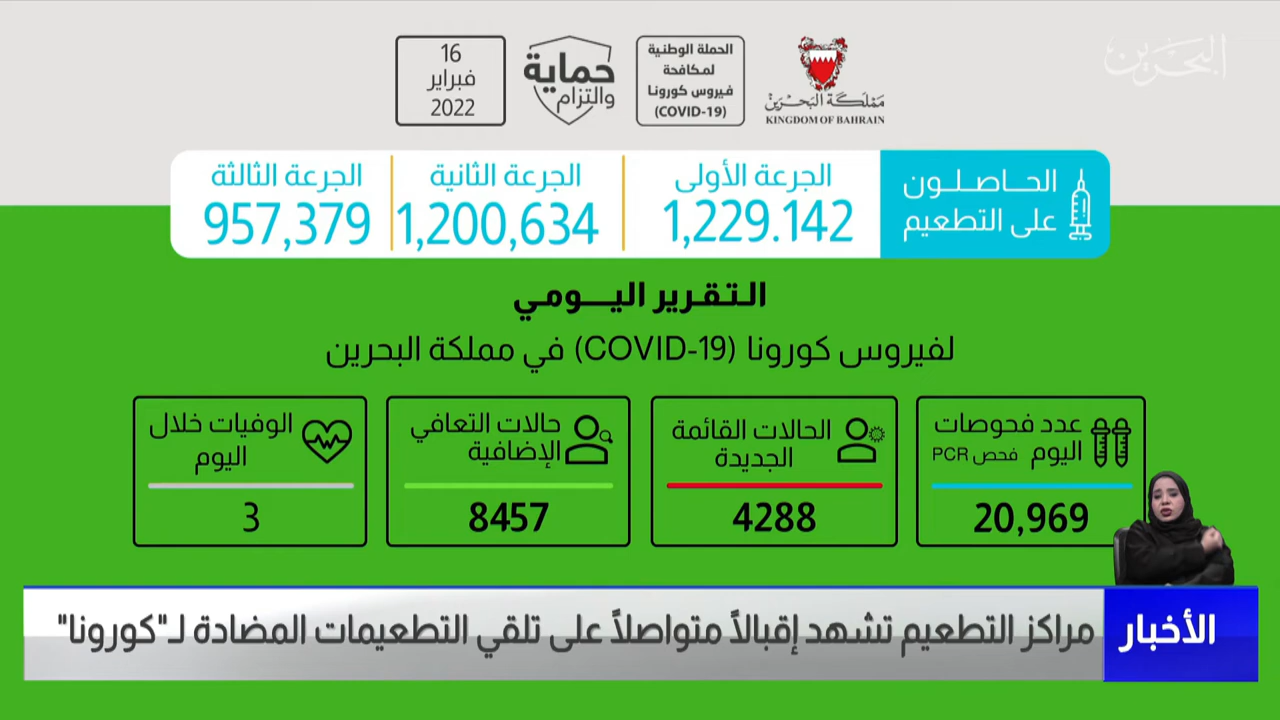 البحرين
مملكة البحرين
KINGDOM OF BAHRAIN
الحملة الوطنية
لمكافحة
فيروس كورونا
(COVID-19)
حماية
والتزام
16
فبراير
2022
الحاصلون
على التطعيم
الجرعة الأولى
1,229.142
الجرعة الثانية
1,200,634
الجرعة الثالثة
957,379
التقرير اليومي
لفيروس كورونا (COVID-19) في مملكة البحرين
عدد فحوصات
اليوم فحص PCR
20,969
الحالات القائمة
الجديدة
4288
حالات التعافي
الإضافية
8457
الوفيات خلال
اليوم
3
الأخبار
مراكز التطعيم تشهد إقبالاً متواصلاً على تلقي التطعيمات المضادة لـ"كورونا"